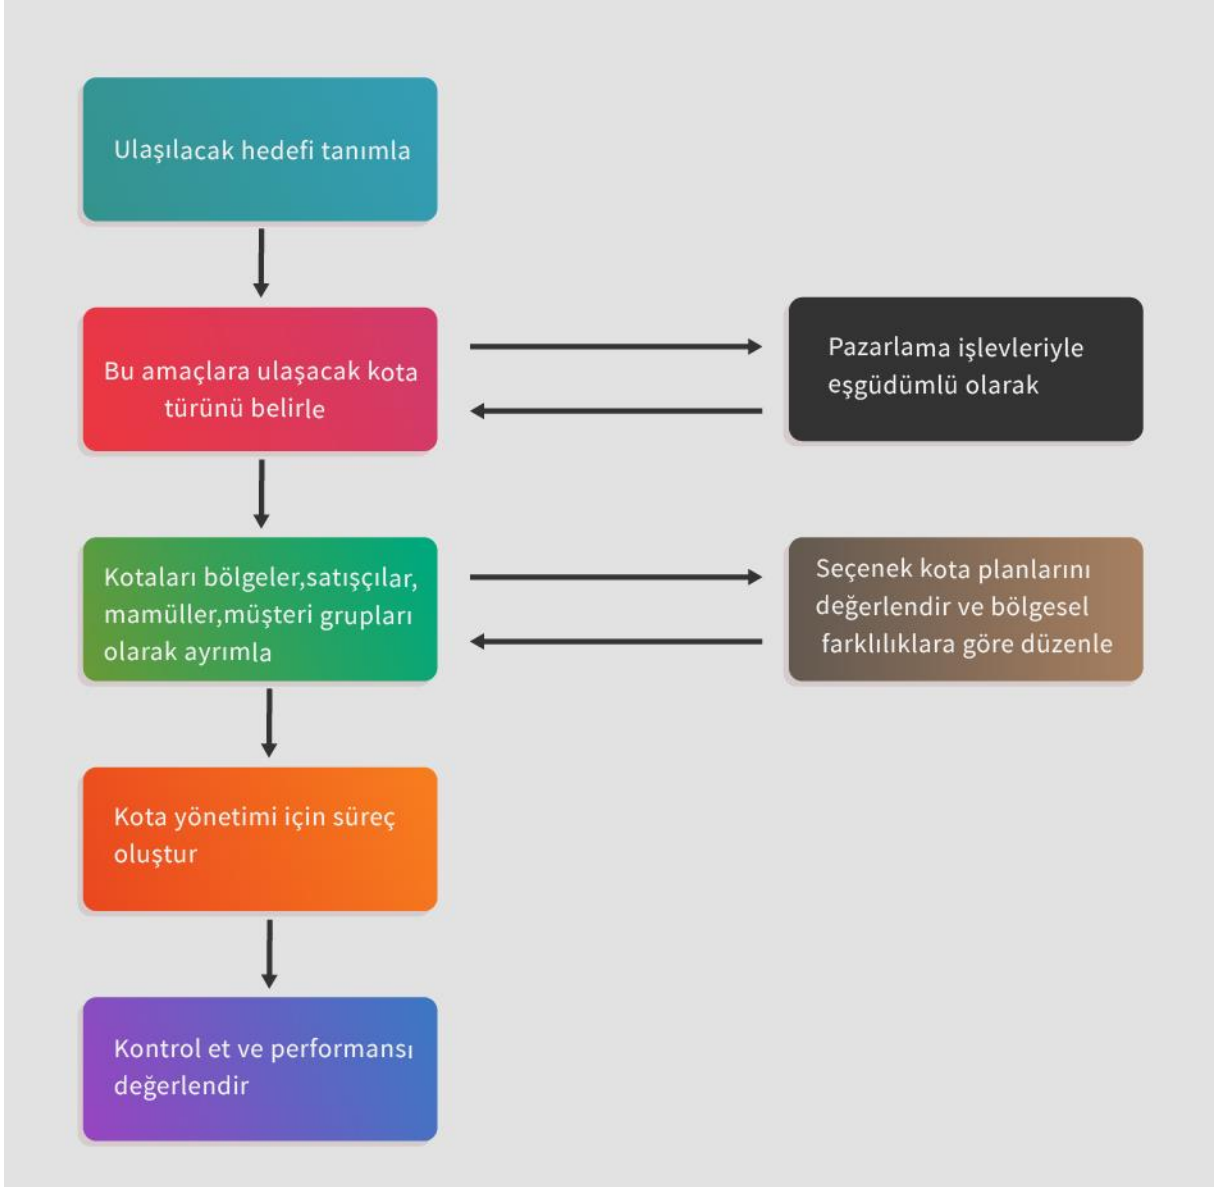 Ulaşılacak hedefi tanımla
Bu amaçlara ulaşacak kota
türünü belirle
Pazarlama işlevleriyle
eşgüdümlü olarak
Kotaları bölgeler,satışçılar,
mamüller,müşteri grupları
olarak ayrımla
Seçenek kota planlarını
değerlendir ve bölgesel
farklılıklara göre düzenle
Kota yönetimi için süreç
oluştur
Kontrol et ve performansı
değerlendir